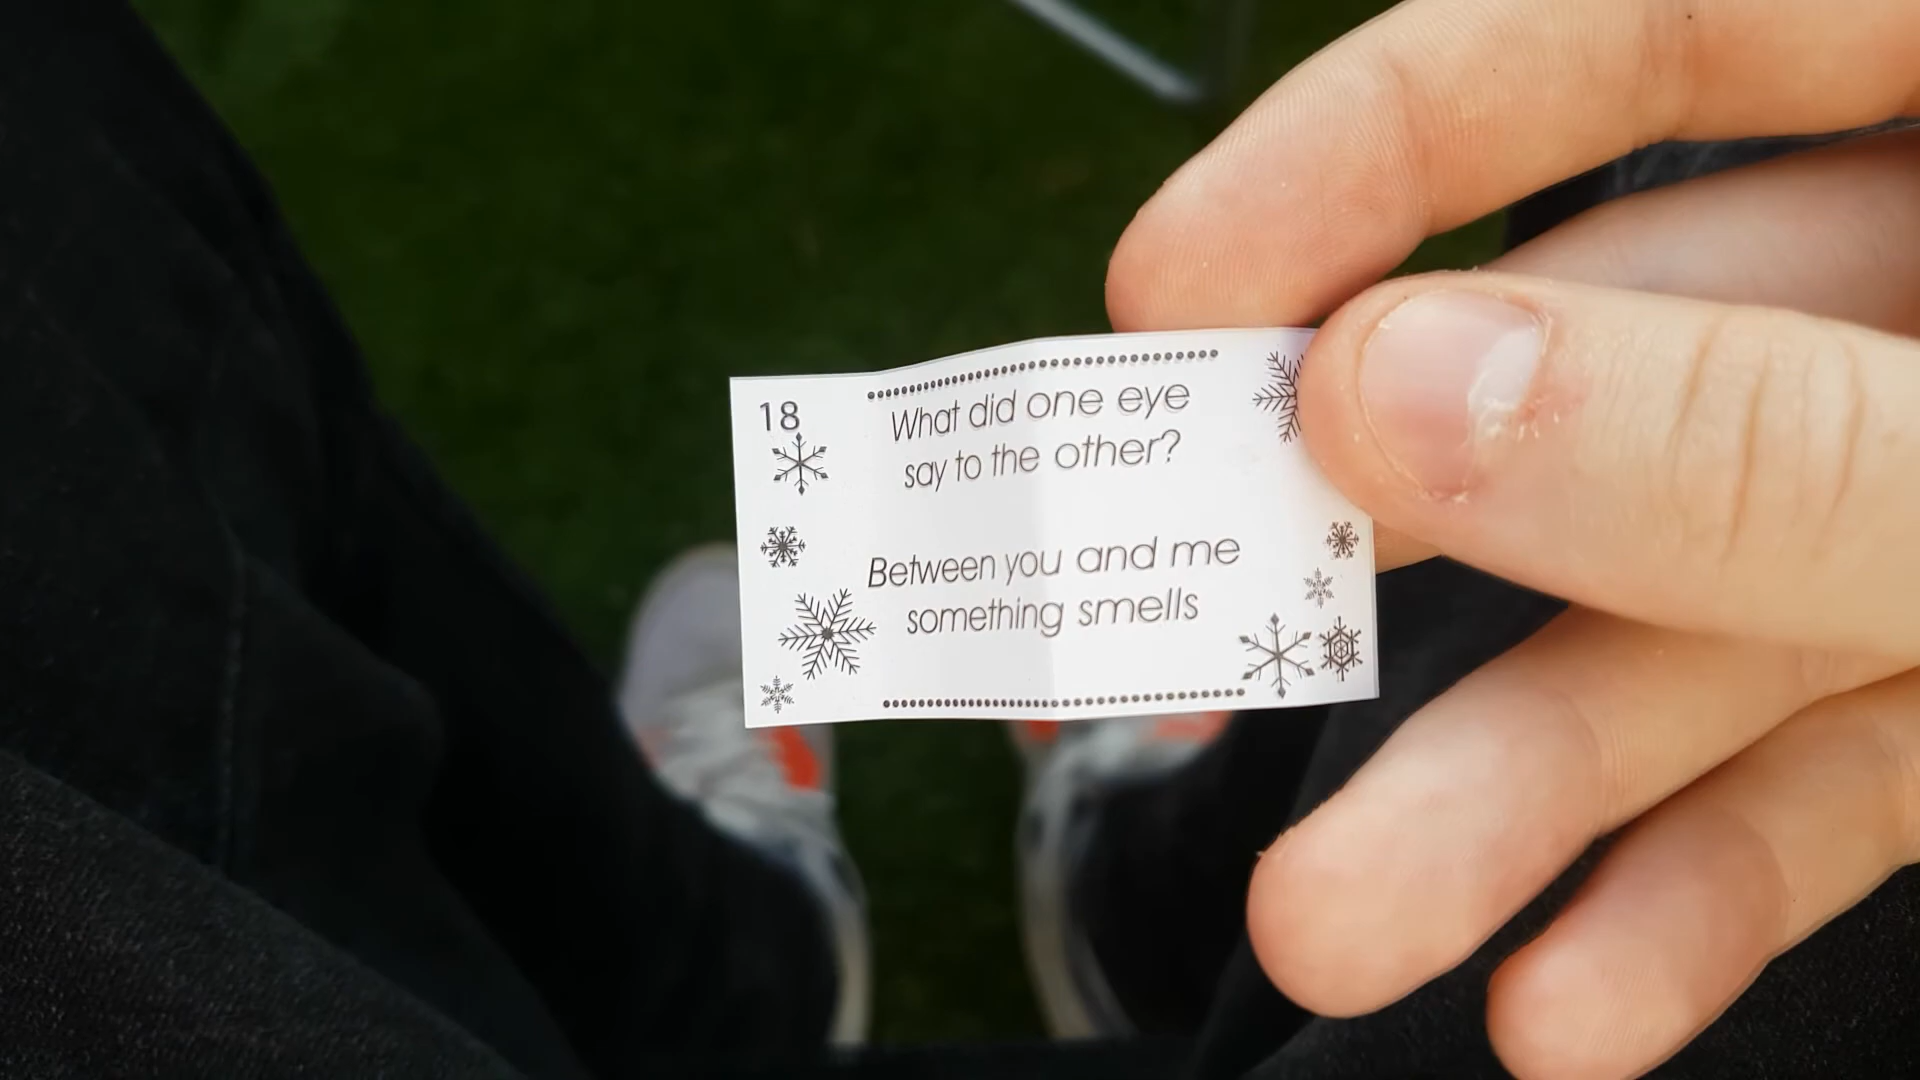 18
What did one eye
say to the other?
Between you and me
something smells